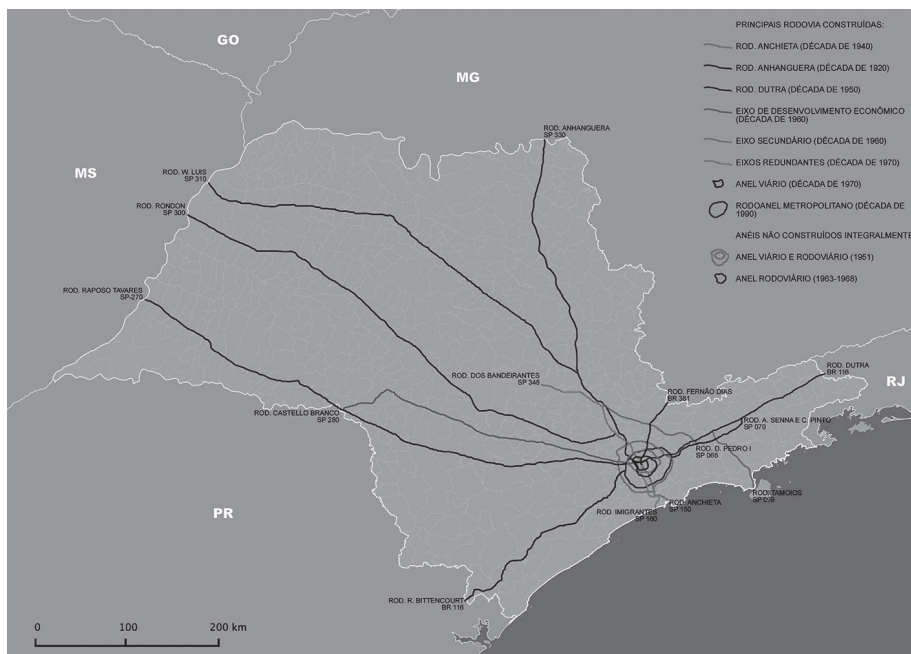 GO
MG
MS
PR
RJ
PRINCIPAIS RODOVIA CONSTRUÍDAS:
ROD. ANCHIETA (DÉCADA DE 1940)
ROD. ANHANGUERA (DÉCADA DE 1920)
ROD. DUTRA (DÉCADA DE 1950)
EIXO DE DESENVOLVIMENTO ECONÔMICO
(DÉCADA DE 1960)
EIXO SECUNDÁRIO (DÉCADA DE 1960)
EIXOS REDUNDANTES (DÉCADA DE 1970)
ANEL VIÁRIO (DÉCADA DE 1970)
RODOANEL METROPOLITANO (DÉCADA DE
1990)
ANÉIS NÃO CONSTRUÍDOS INTEGRALMENTE
ANEL VIÁRIO E RODOVIÁRIO (1951)
ANEL RODOVIÁRIO (1963-1968)
ROD. ANHANGUERA
SP 330
ROD. W. LUIS
SP 310
ROD. RONDON
SP 300
ROD. RAPOSO TAVARES
SP-270
ROD. DOS BANDEIRANTES
SP 348
ROD. DUTRA
BR 116
ROD. FERNÃO DIAS
BR 381
ROD. CASTELLO BRANCO
SP 280
ROD. A. SENNA E C. PINTO
SP 070
ROD. D. PEDRO I
SP 065
ROD. TAMOIOS
SP 099
ROD. ANCHIETA
SP 150
ROD. IMIGRANTES
SP 160
ROD. R. BITTENCOURT
BR 116
0 100 200 km